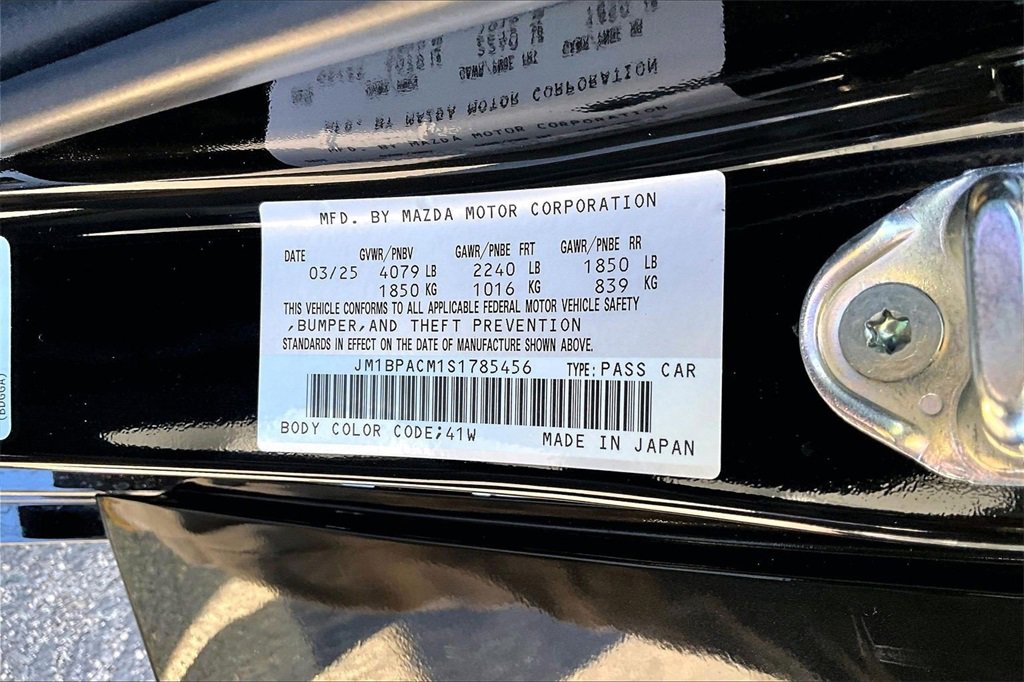 MFD. BY MAZDA MOTOR CORPORATION
DATE GVWR/PNBV GAWR/PNBE FRT GAWR/PNBE RR
03/25 4079 LB 2240 LB 1850 LB
1850 KG 1016 KG 839 KG
THIS VEHICLE CONFORMS TO ALL APPLICABLE FEDERAL MOTOR VEHICLE SAFETY
,BUMPER,AND THEFT PREVENTION
STANDARDS IN EFFECT ON THE DATE OF MANUFACTURE SHOWN ABOVE.
JM1BPACM1S1785456 TYPE: PASS CAR
BODY COLOR CODE;41W MADE IN JAPAN
(BDGGA)